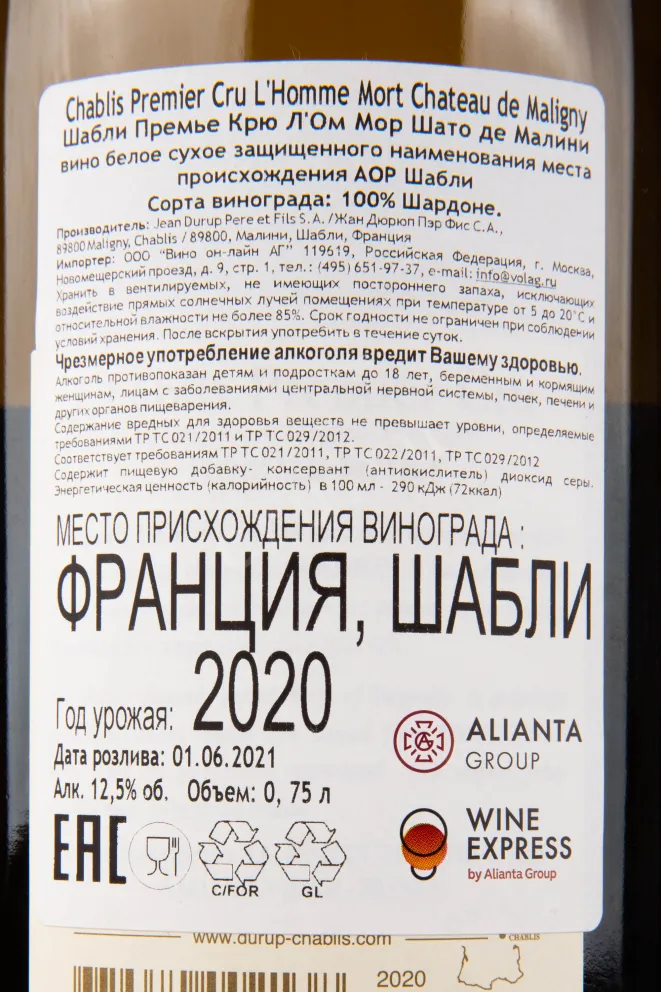 Chablis Premier Cru L'Homme Mort Chateau de Maligny
Шабли Премье Крю Л'Ом Мор Шато де Малини
вино белое сухое защищенного наименования места
происхождения АОР Шабли
Сорта винограда: 100% Шардоне.
Производитель: Jean Durup Pere et Fils S.A. /Жан Дюрюп Пэр Фис С.А.,
89800 Maligny, Chablis / 89800, Малини, Шабли, Франция
Импортер: ООО "Вино он-лайн АГ" 119619, Российская Федерация, г. Москва,
Новомещерский проезд, д. 9, стр. 1, тел.: (495) 651-97-37, e-mail: info@volag.ru
Хранить в вентилируемых, не имеющих постороннего запаха, исключающих
воздействие прямых солнечных лучей помещениях при температуре от 5 до 20°С и
относительной влажности не более 85%. Срок годности не ограничен при соблюдении
условий хранения. После вскрытия употребить в течение суток.
Чрезмерное употребление алкоголя вредит Вашему здоровью.
Алкоголь противопоказан детям и подросткам до 18 лет, беременным и кормящим
женщинам, лицам с заболеваниями центральной нервной системы, почек, печени и
других органов пищеварения.
Содержание вредных для здоровья веществ не превышает уровни, определяемые
требованиями ТР ТС 021/2011 и ТР ТС 029/2012.
Соответствует требованиям ТР ТС 021/2011, ТР ТС 022/2011, ТР ТС 029/2012
Содержит пищевую добавку- консервант (антиокислитель) диоксид серы.
Энергетическая ценность (калорийность) в 100 мл - 290 кДж (72ккал)
МЕСТО ПРИСХОЖДЕНИЯ ВИНОГРАДА :
ФРАНЦИЯ, ШАБЛИ
Год урожая: 2020
Дата розлива: 01.06.2021
Алк. 12,5% об. Объем: 0, 75 л
ALIANTA
GROUP
WINE
EXPRESS
by Alianta Group
EAC
C/FOR
GL
www.durup-chablis.com
CHABLIS
2020